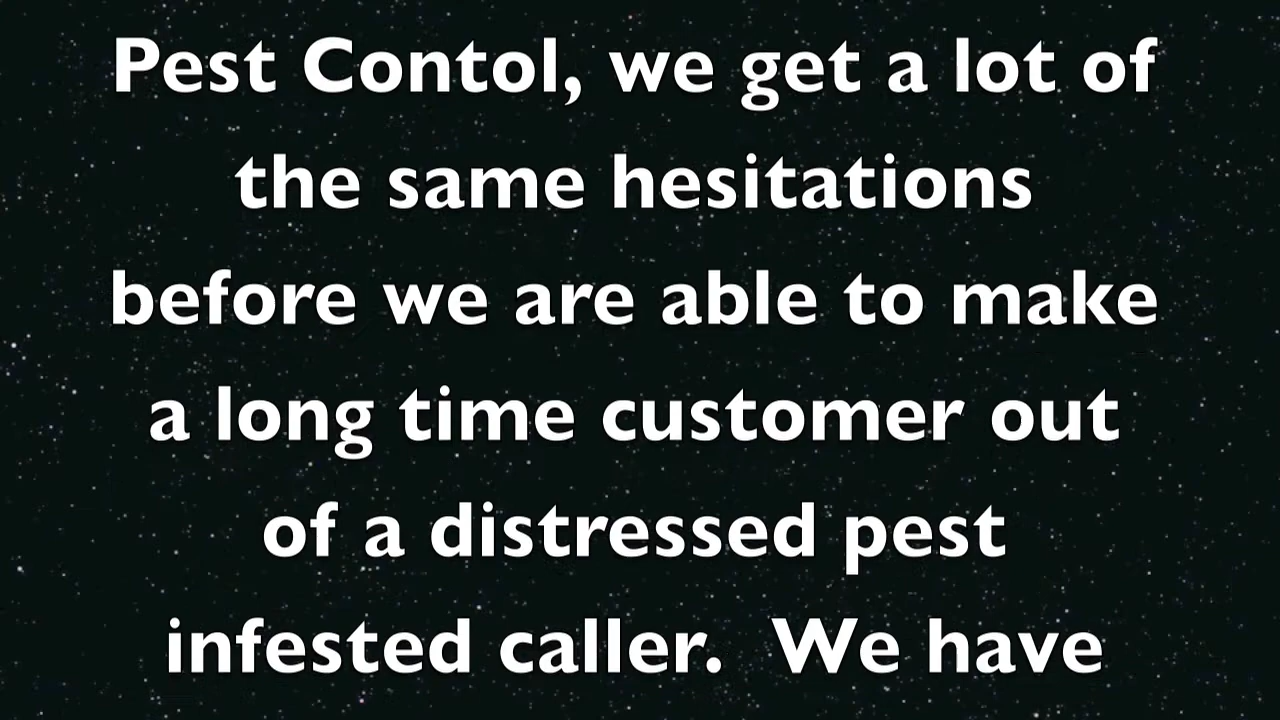 Pest Contol, we get a lot of
the same hesitations
before we are able to make
a long time customer out
of a distressed pest
infested caller.  We have